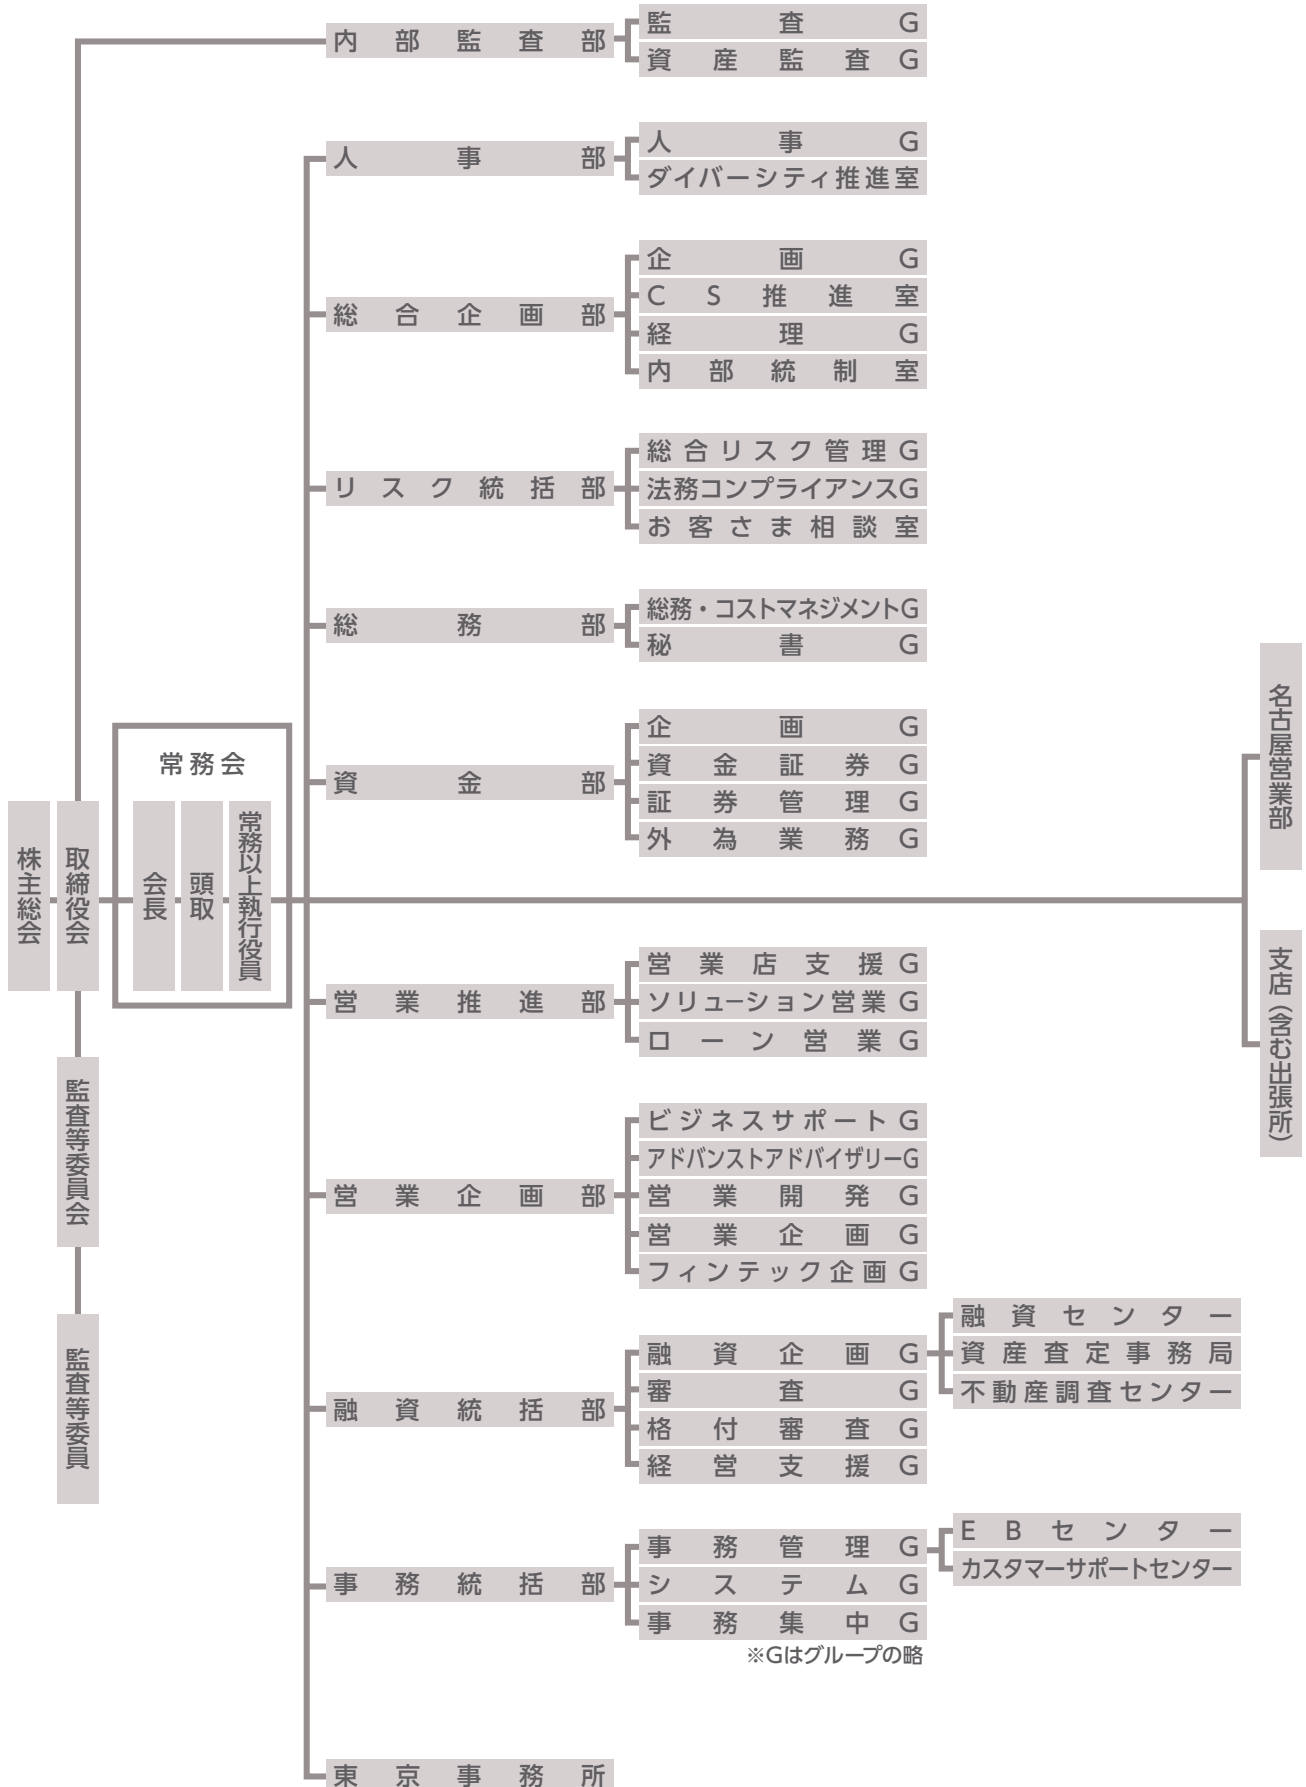 内部監査部
監査G
資産監査G
人事部
人事G
ダイバーシティ推進室
総合企画部
企画G
CS推進室
経理G
内部統制室
リスク統括部
総合リスク管理G
法務コンプライアンスG
お客さま相談室
総務部
総務・コストマネジメントG
秘書G
資金部
企画G
資金証券G
証券管理G
外為業務G
株主総会
取締役会
常務会
会長
頭取
常務以上執行役員
監査等委員会
監査等委員
名古屋営業部
支店(含む出張所)
営業推進部
営業店支援G
ソリューション営業G
ローン営業G
営業企画部
ビジネスサポートG
アドバンストアドバイザリーG
営業開発G
営業企画G
フィンテック企画G
融資統括部
融資企画G
審査G
格付審査G
経営支援G
融資センター
資産査定事務局
不動産調査センター
事務統括部
事務管理G
システムG
事務集中G
EBセンター
カスタマーサポートセンター
※Gはグループの略
東京事務所